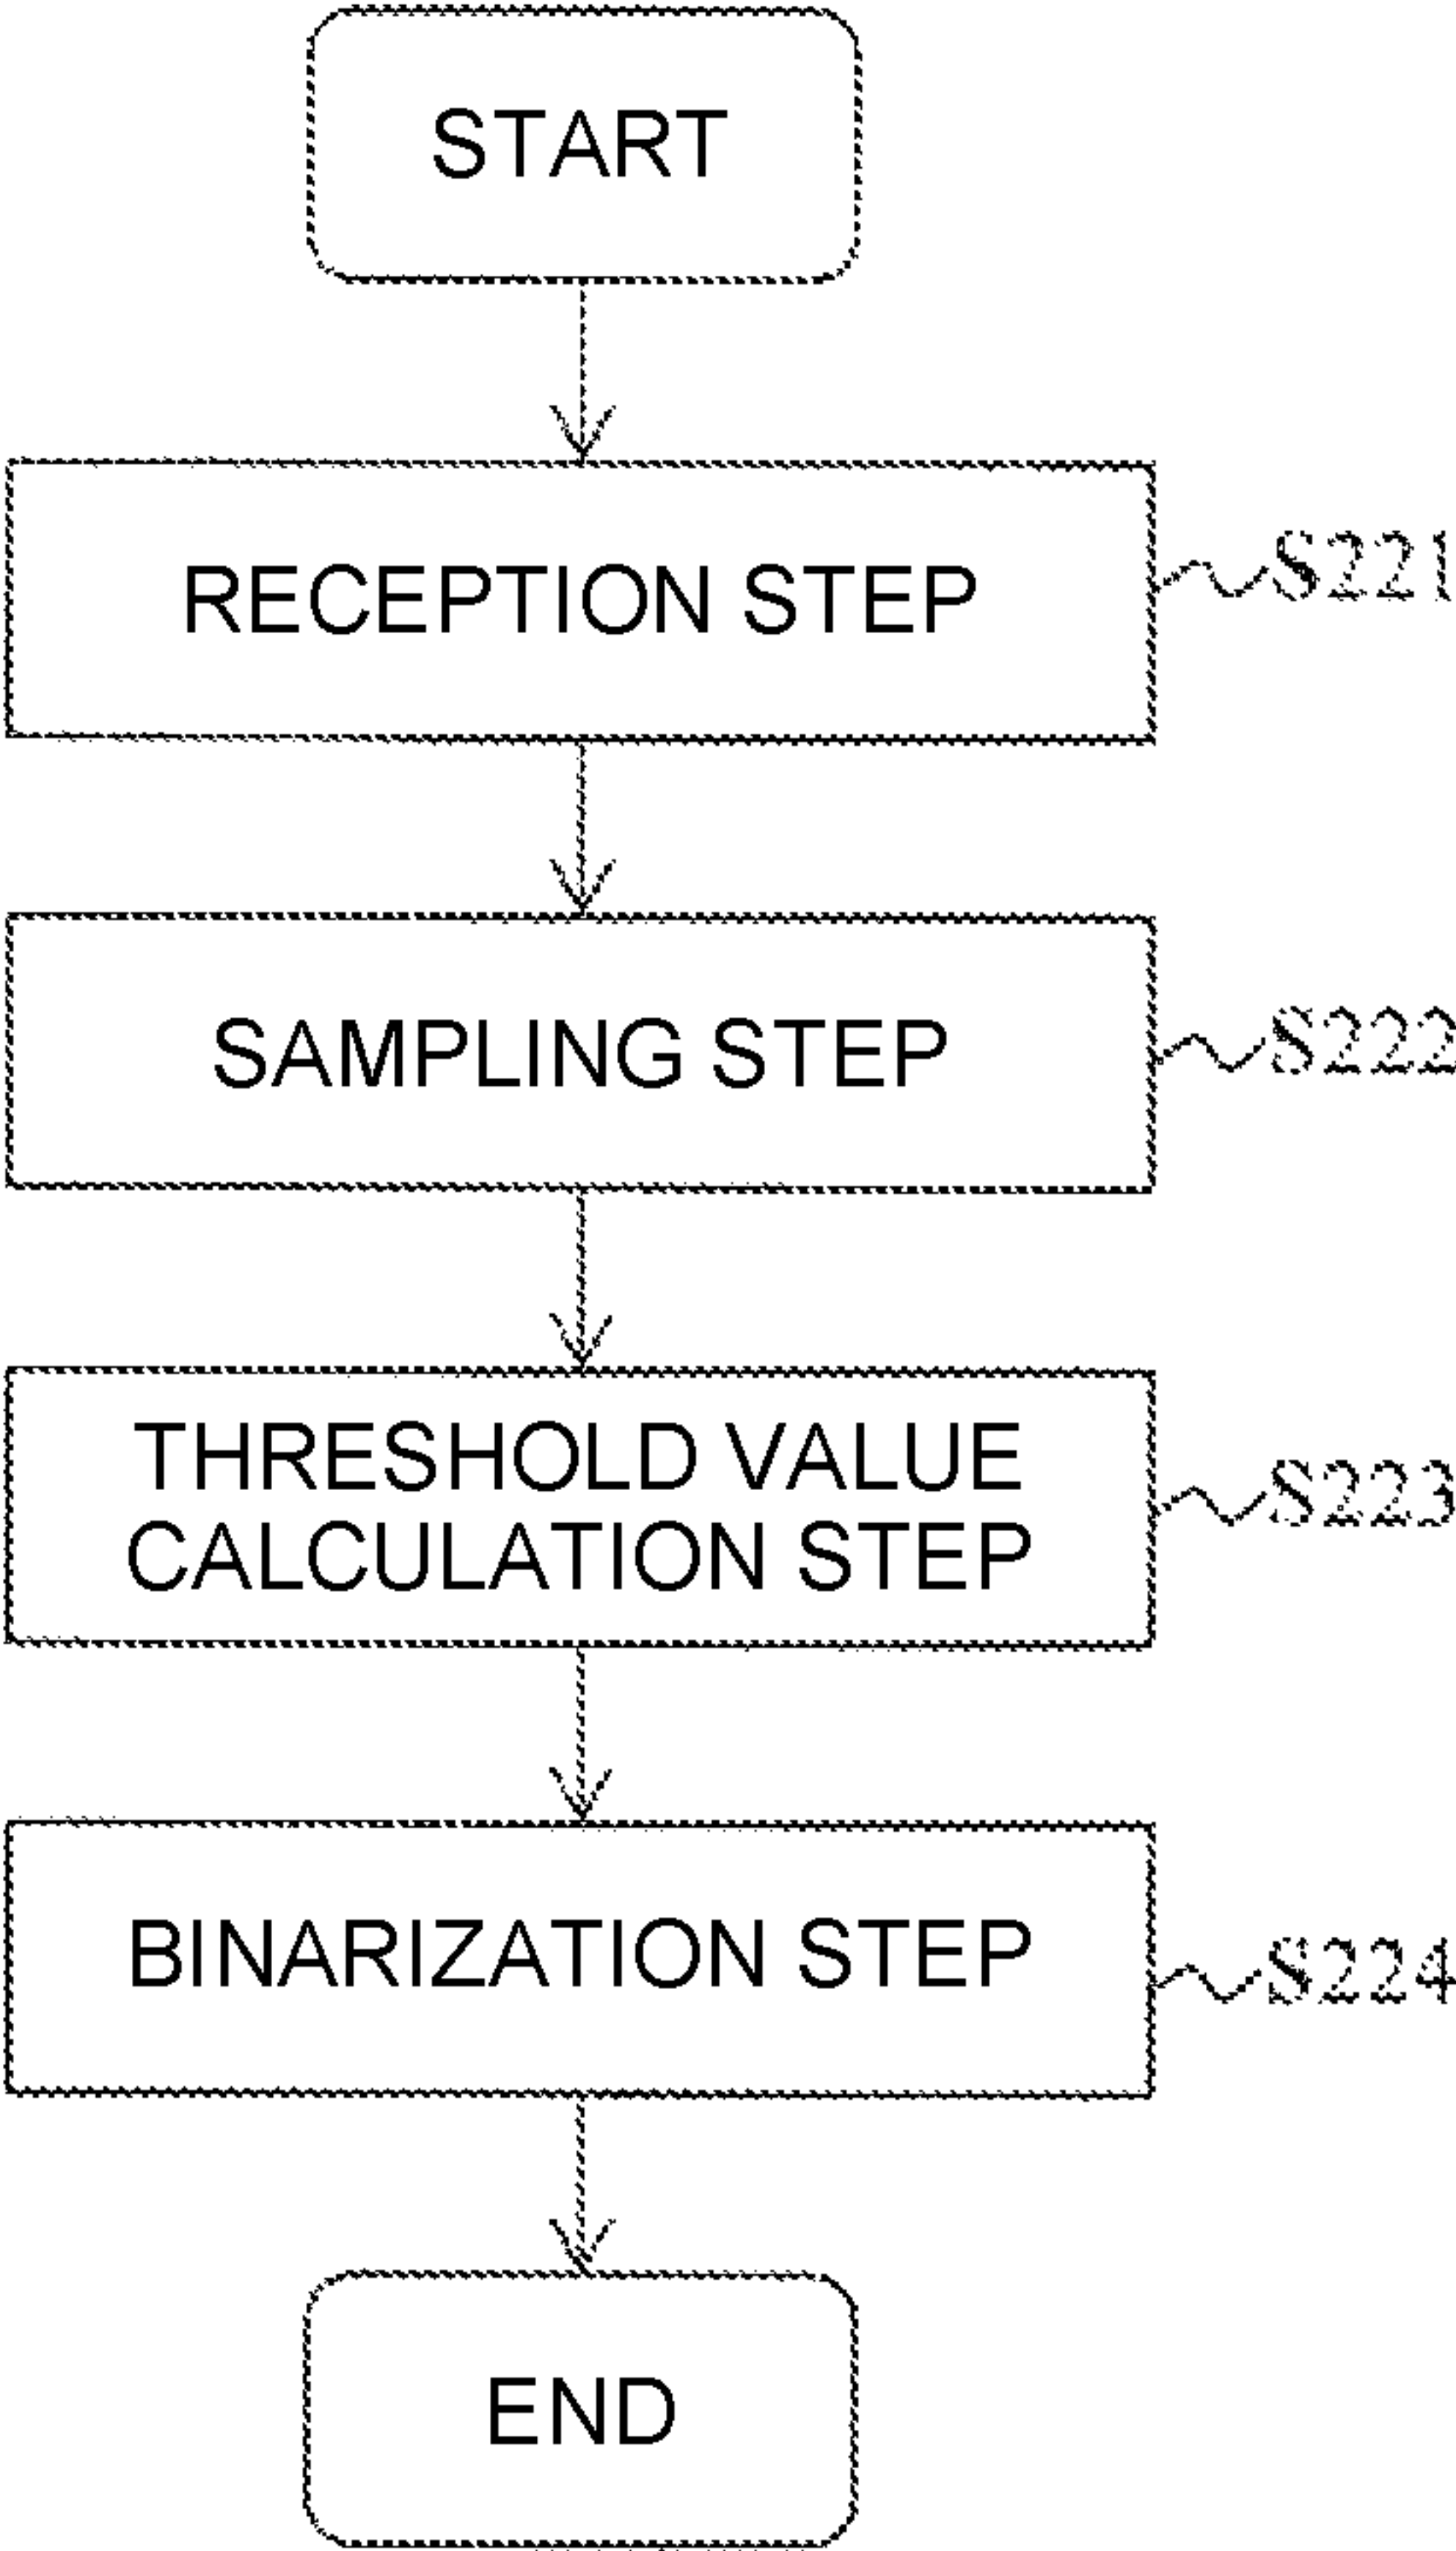 START
RECEPTION STEP
S221
SAMPLING STEP
S222
THRESHOLD VALUE
CALCULATION STEP
S223
BINARIZATION STEP
S224
END